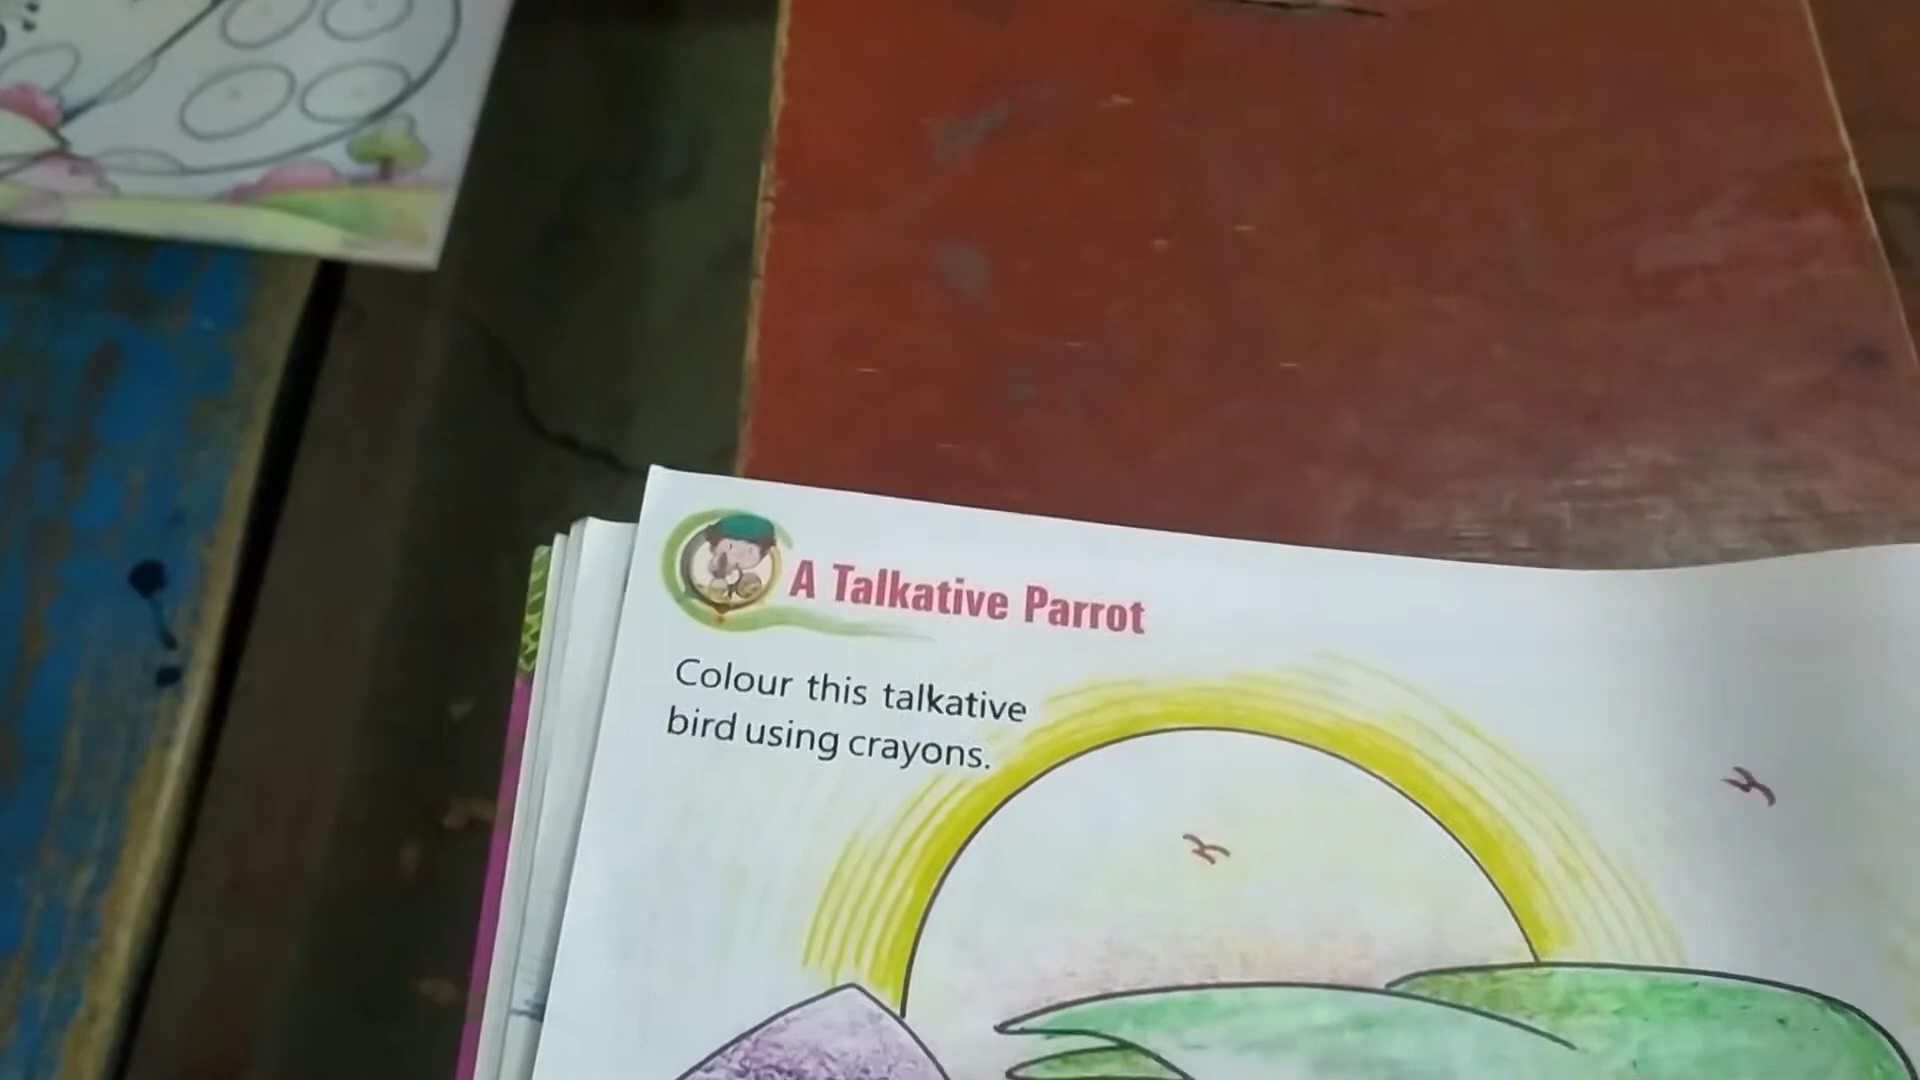 A Talkative Parrot
Colour this talkative
bird using crayons.